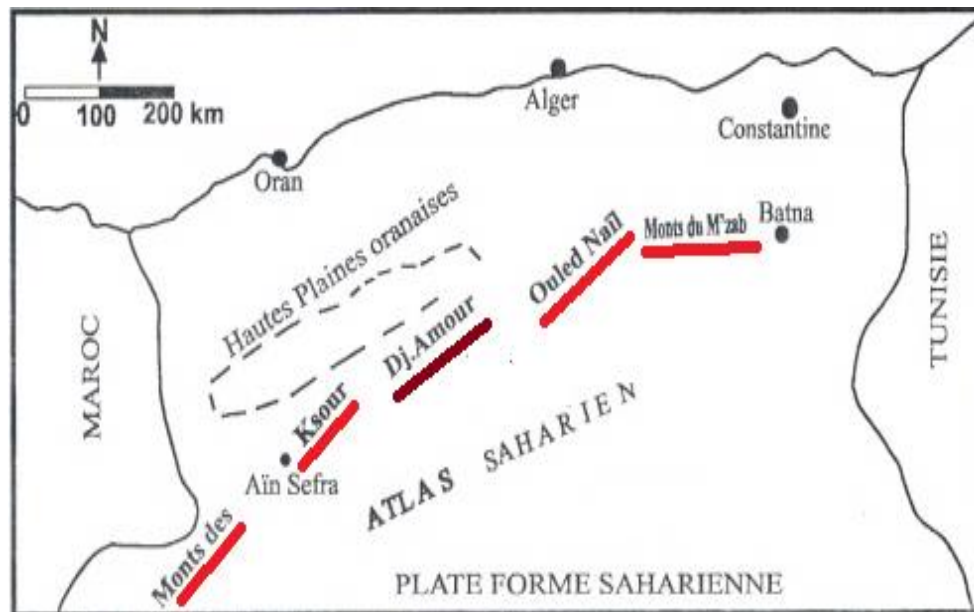 N
0 100 200 km
Alger
Constantine
Oran
Batna
Monts du M'zab
Ouled Naïl
Hautes Plaines oranaises
Dj.Amour
Ksour
Aïn Sefra
Monts des
ATLAS SAHARIEN
MAROC
TUNISIE
PLATE FORME SAHARIENNE